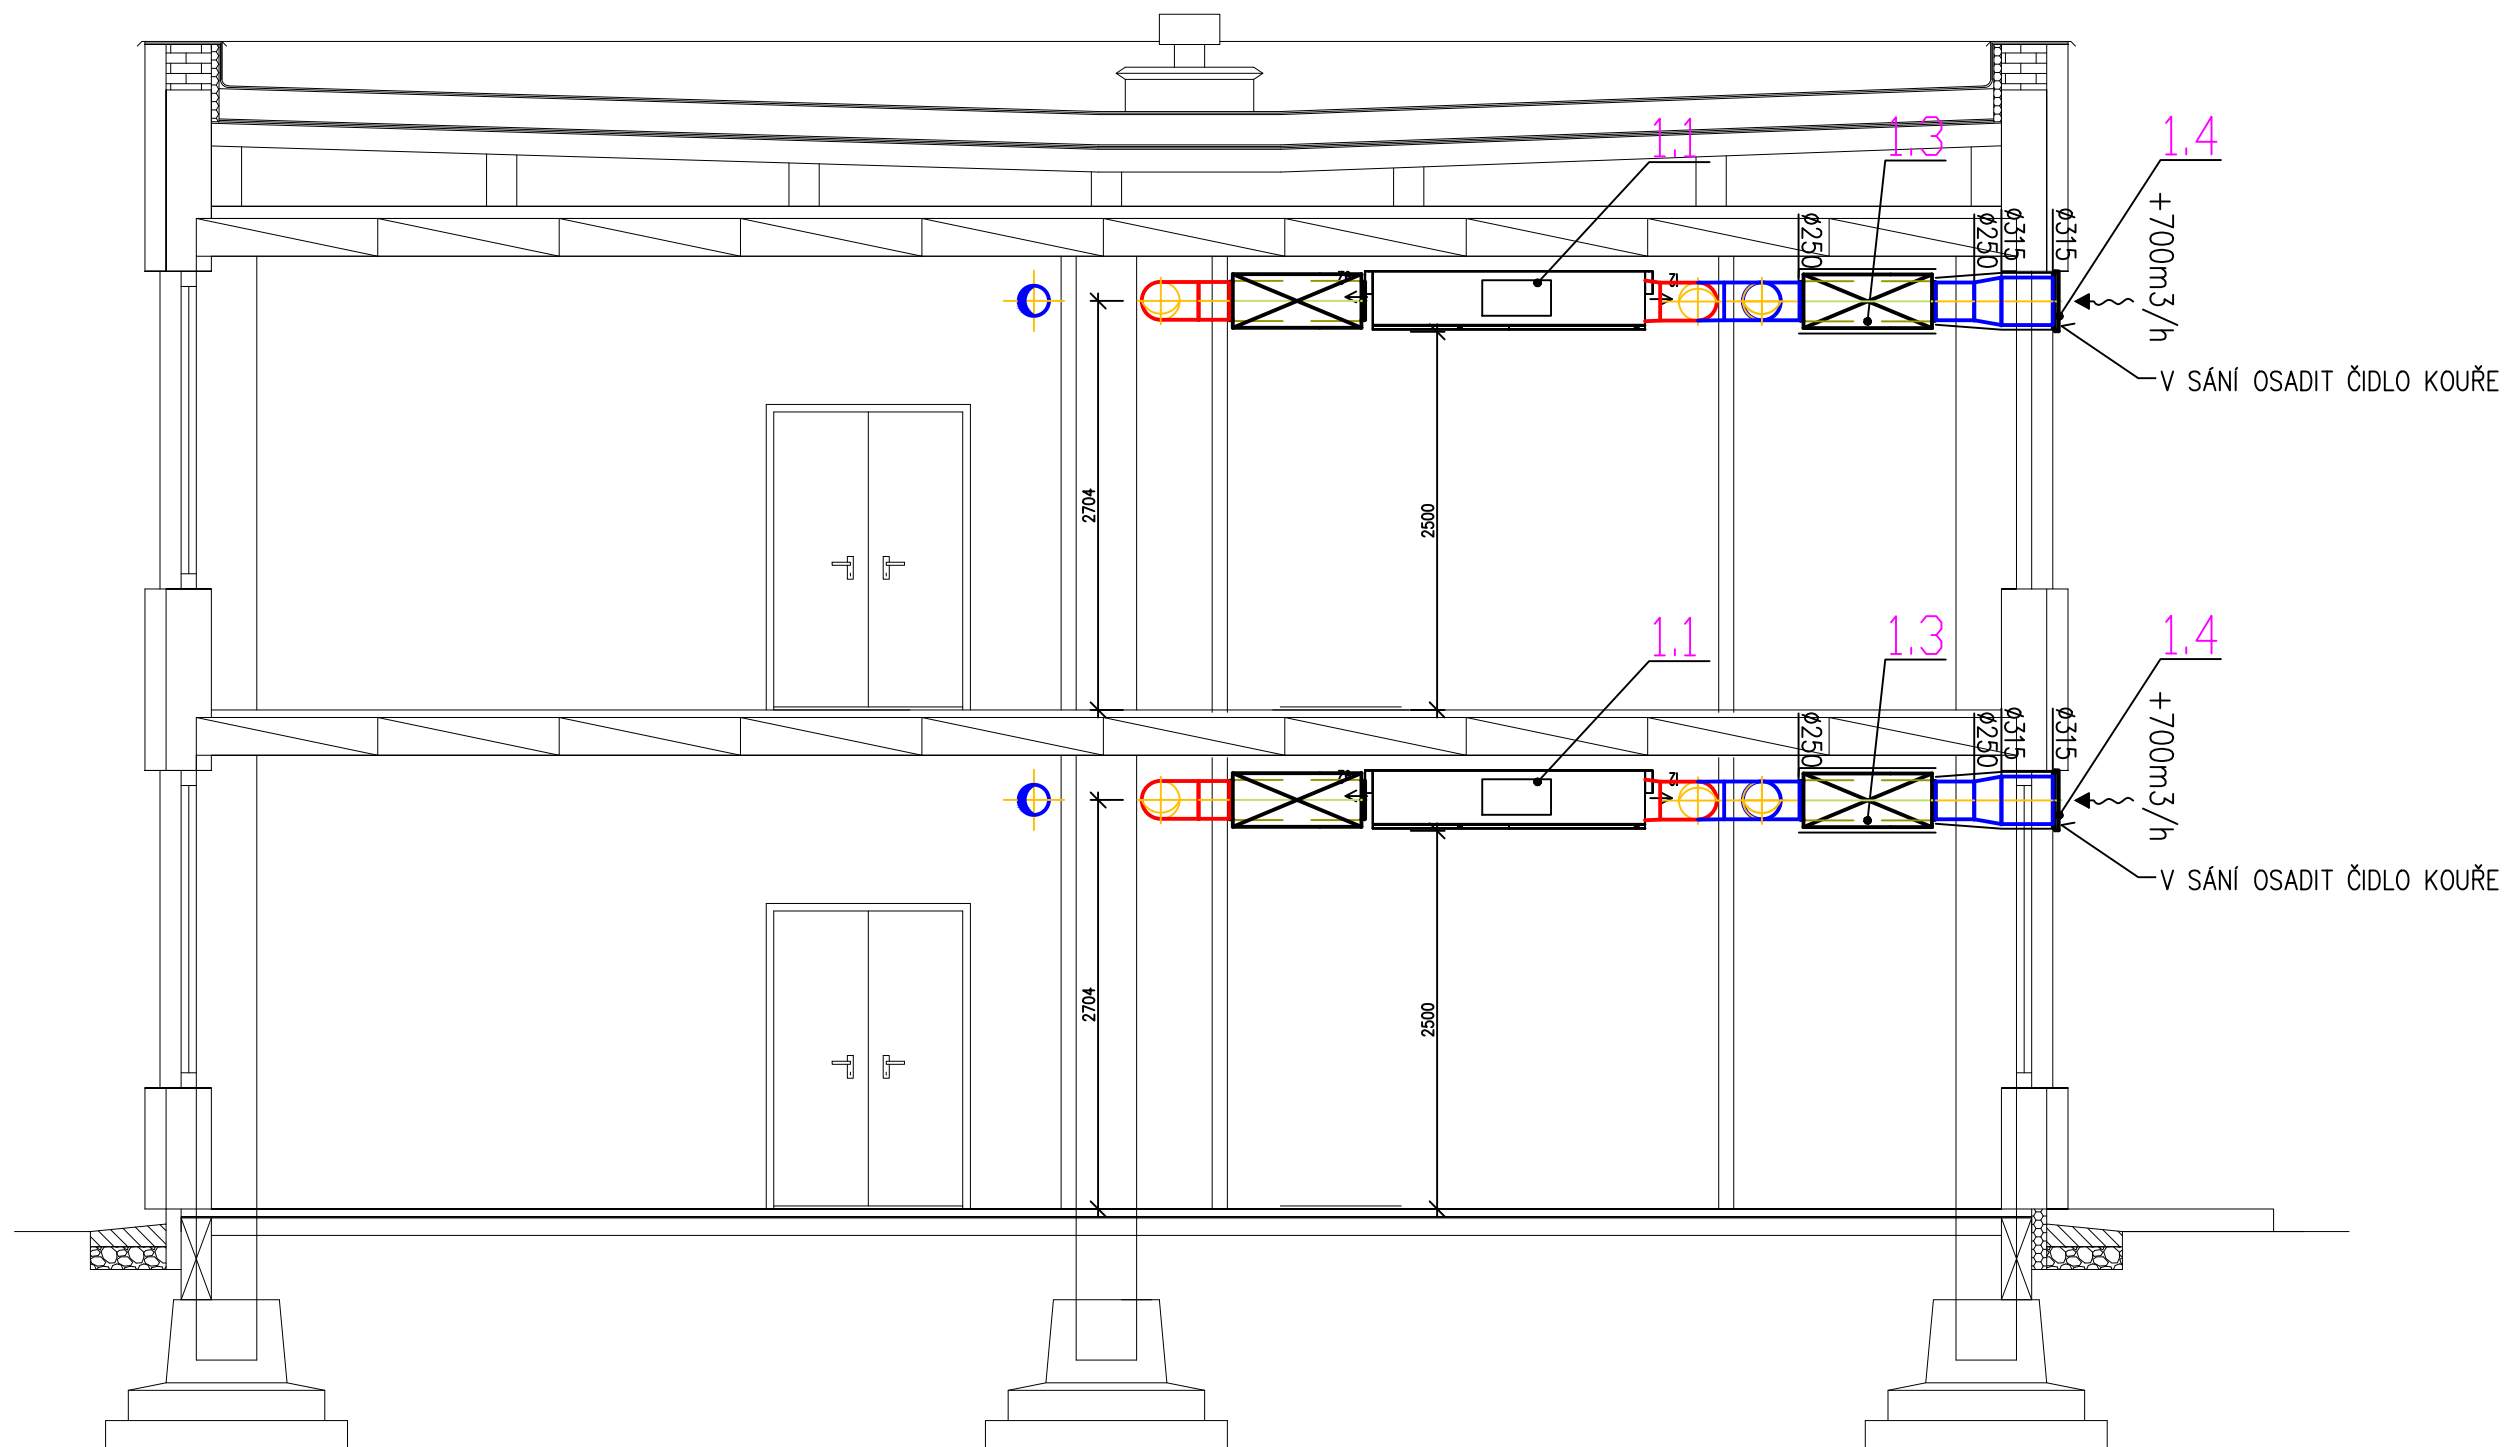 1.1
1.3
1.4
ø250
ø250
ø315
ø315
+700m3/h
V SÁNÍ OSADIT ČIDLO KOUŘE
2704
2500
1.1
1.3
1.4
ø250
ø250
ø315
ø315
+700m3/h
V SÁNÍ OSADIT ČIDLO KOUŘE
2704
2500